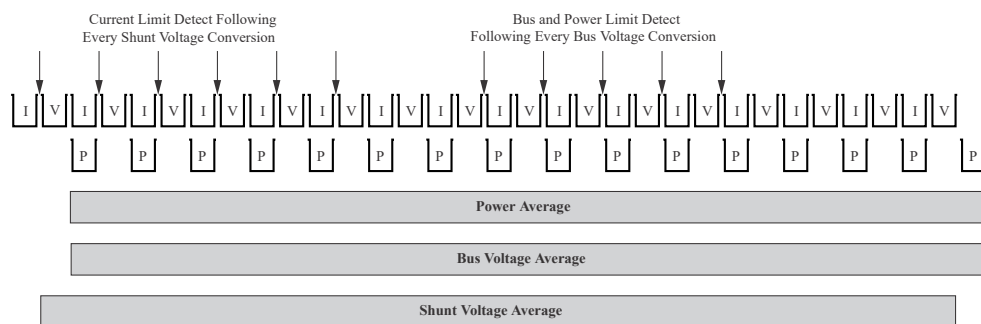 Current Limit Detect Following
Every Shunt Voltage Conversion
Bus and Power Limit Detect
Following Every Bus Voltage Conversion
I V I V I V I V I V I V I V I V I V I V I V I V I V I V I V I V
P P P P P P P P P P P P P P P P
Power Average
Bus Voltage Average
Shunt Voltage Average